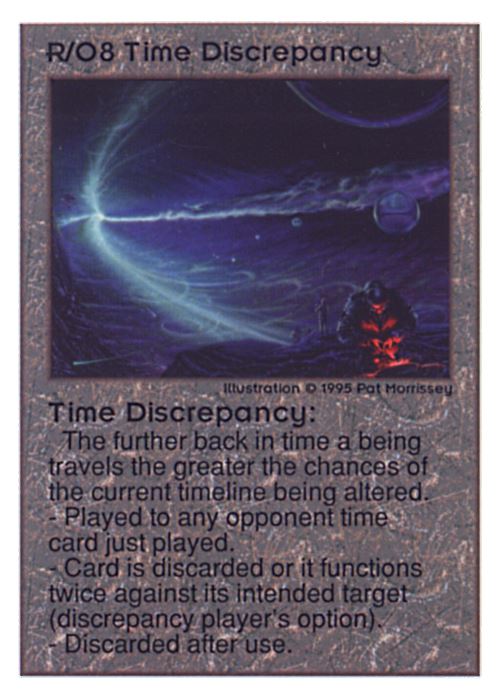 R/O8 Time Discrepancy
Illustration © 1995 Pat Morrissey
Time Discrepancy:
The further back in time a being
travels the greater the chances of
the current timeline being altered.
- Played to any opponent time
card just played.
- Card is discarded or it functions
twice against its intended target
(discrepancy player's option).
- Discarded after use.